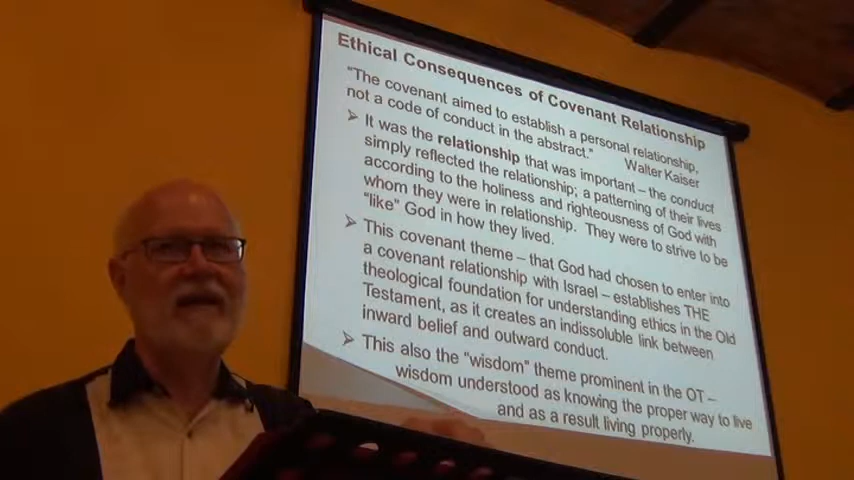 Ethical Consequences of Covenant Relationship
"The covenant aimed to establish a personal relationship,
not a code of conduct in the abstract." Walter Kaiser
➢ It was the relationship that was important – the conduct
simply reflected the relationship; a patterning of their lives
according to the holiness and righteousness of God with
whom they were in relationship. They were to strive to be
"like" God in how they lived.
➢ This covenant theme – that God had chosen to enter into
a covenant relationship with Israel – establishes THE
theological foundation for understanding ethics in the Old
Testament, as it creates an indissoluble link between
inward belief and outward conduct.
➢ This also the "wisdom" theme prominent in the OT –
wisdom understood as knowing the proper way to live
and as a result living properly.